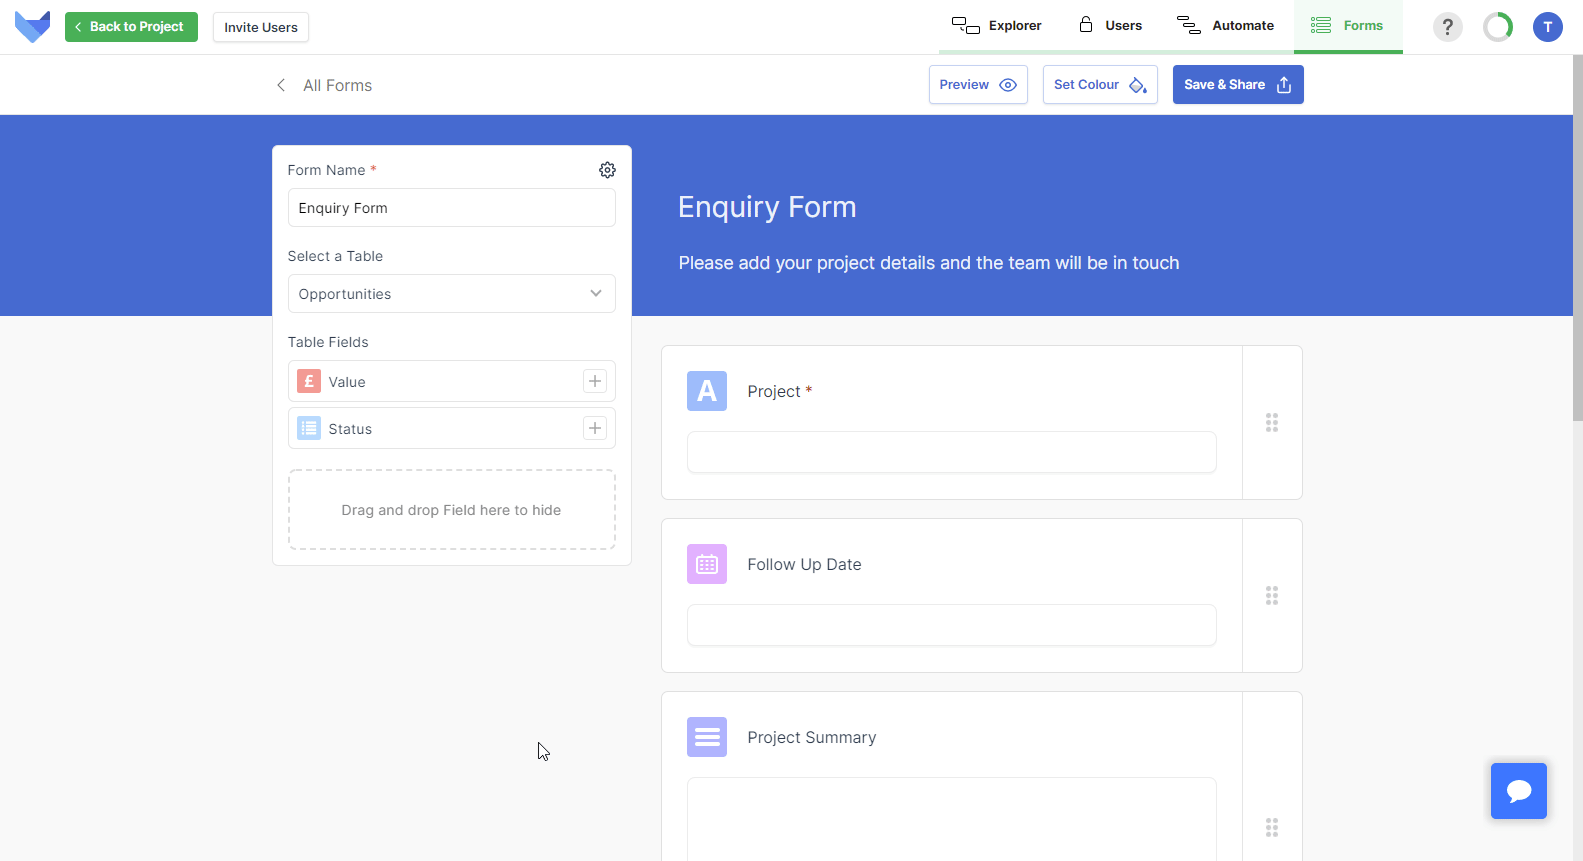 Back to Project
Invite Users
Explorer
Users
Automate
Forms
?
T
All Forms
Preview
Set Colour
Save & Share
Form Name *
Enquiry Form
Select a Table
Opportunities
Table Fields
£ Value
Status
Drag and drop Field here to hide
Enquiry Form
Please add your project details and the team will be in touch
A Project *
Follow Up Date
Project Summary